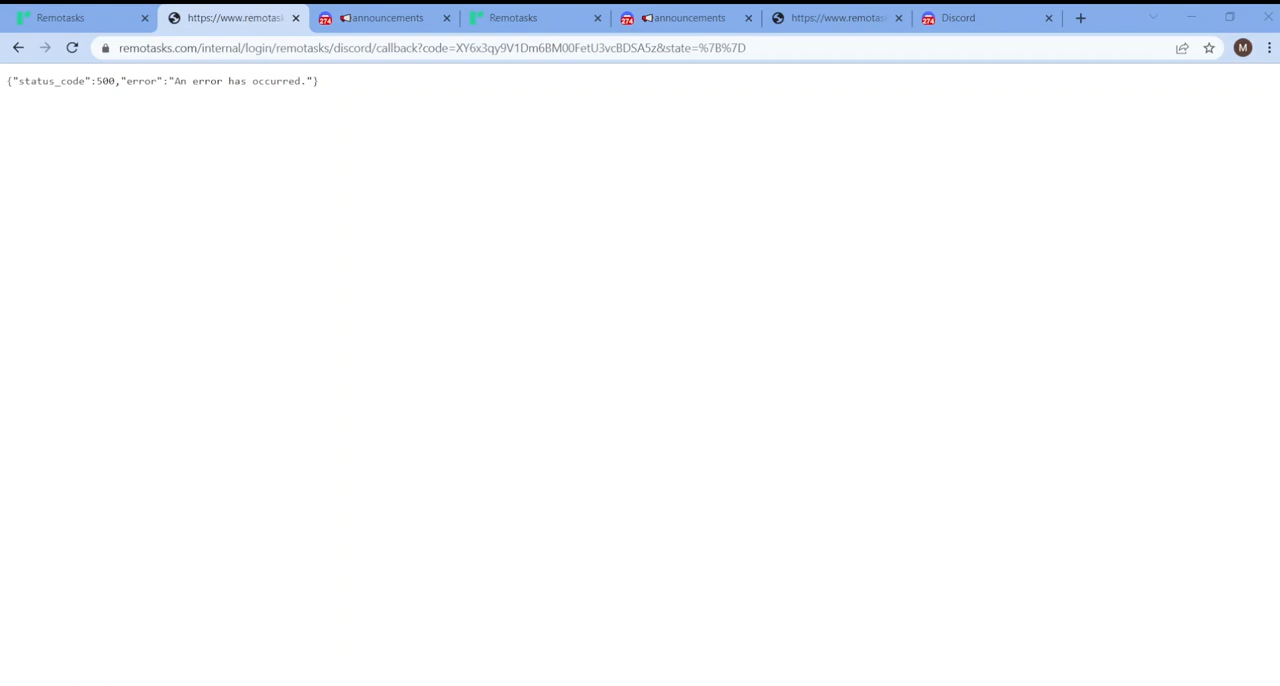 Remotasks
https://www.remotask
announcements
Remotasks
announcements
https://www.remotas
Discord
remotasks.com/internal/login/remotasks/discord/callback?code=XY6x3qy9V1Dm6BM00FetU3vcBDSA5z&state=%7B%7D
M
{"status_code":500,"error":"An error has occurred."}